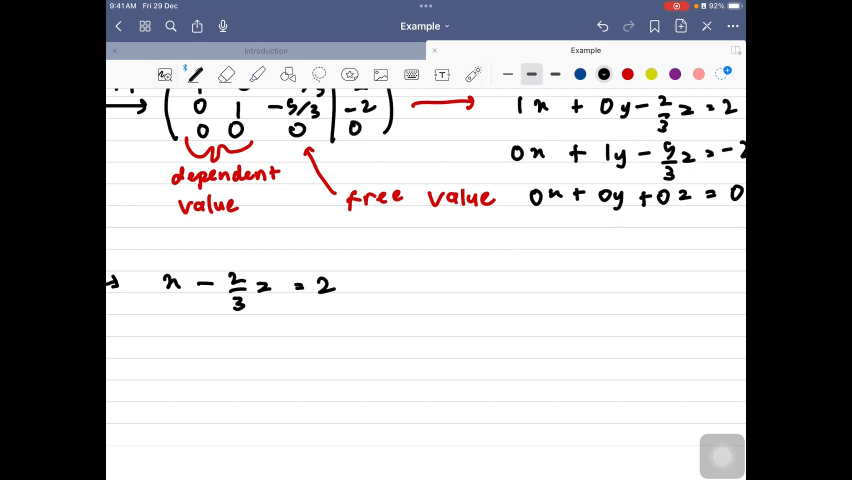 9:41AM Fri 29 Dec
92%
Example
Introduction
Example
0 1 -5/3 | -2
0 0 0 | 0
1x + 0y - 2/3 z = 2
0x + 1y - 5/3 z = -2
0x + 0y + 0z = 0
dependent
value
free value
x - 2/3 z = 2